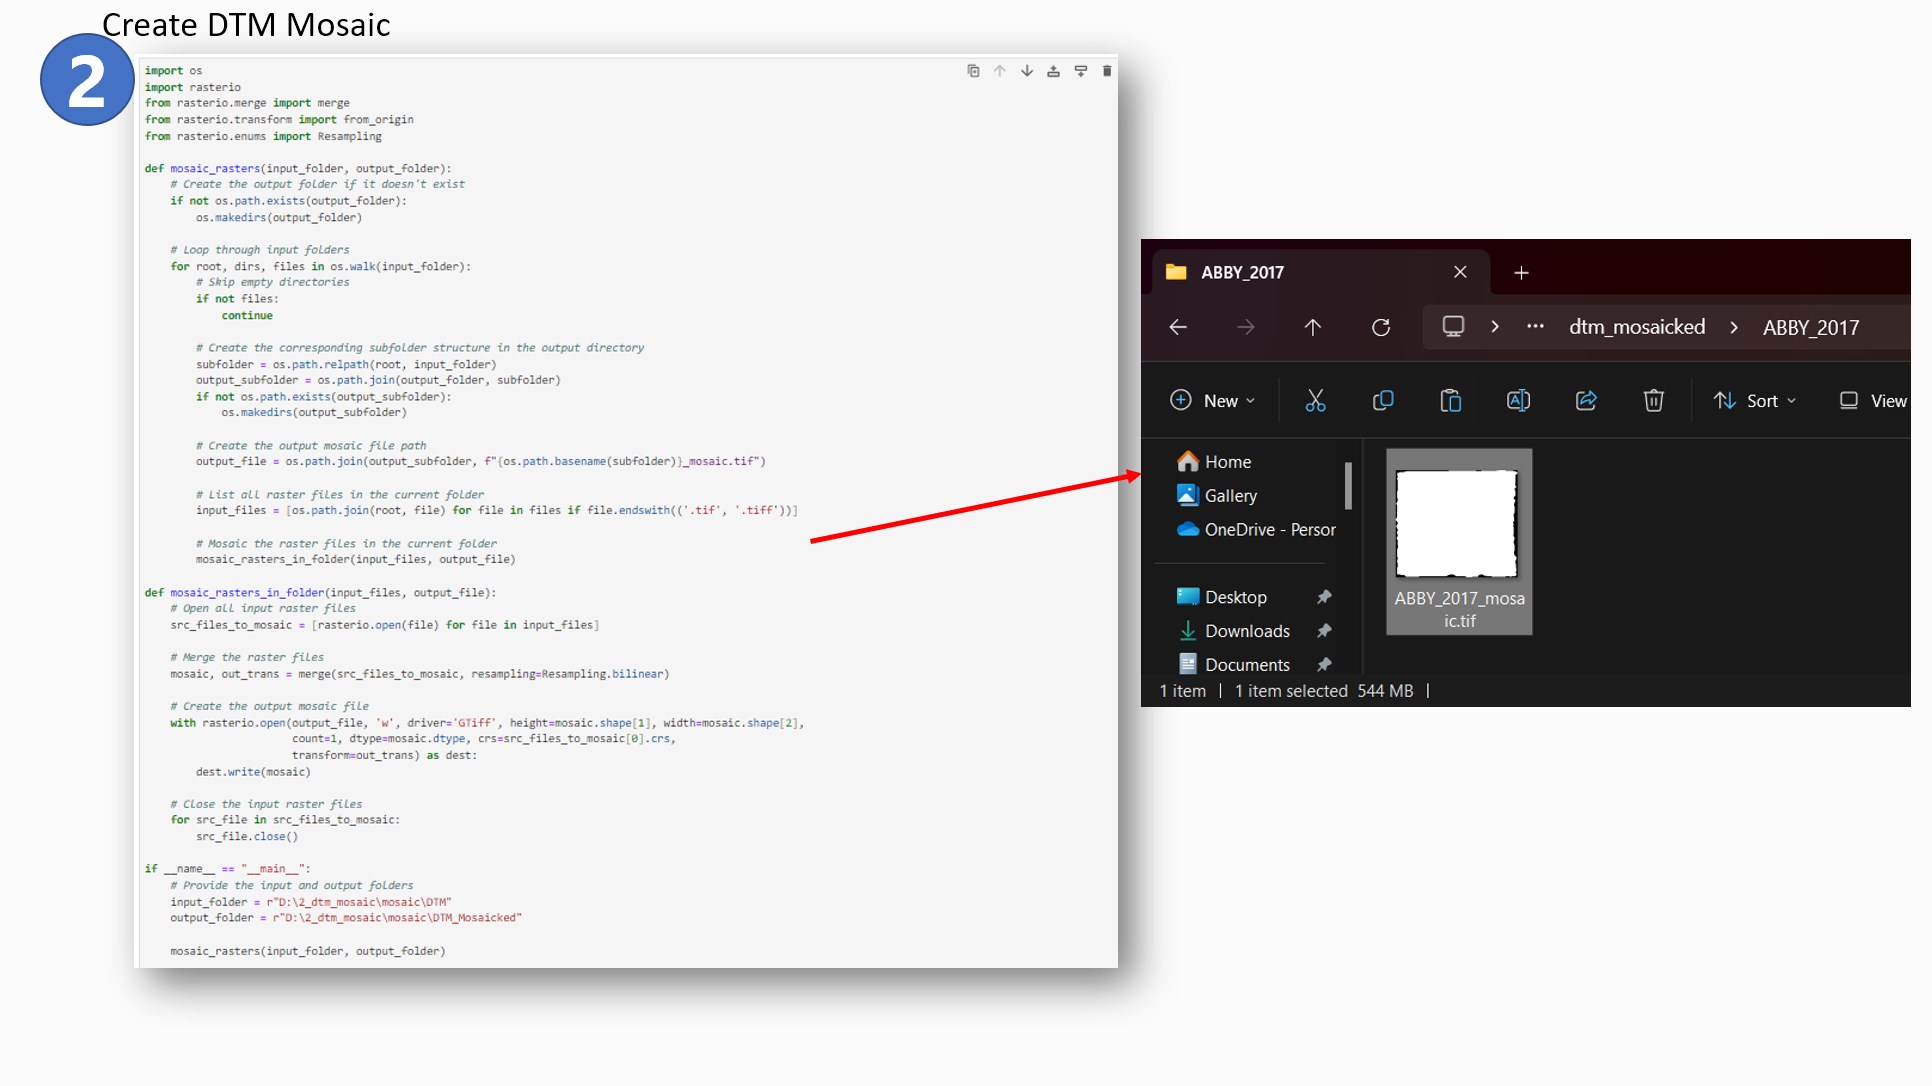 Create DTM Mosaic
2
import os
import rasterio
from rasterio.merge import merge
from rasterio.transform import from_origin
from rasterio.enums import Resampling

def mosaic_rasters(input_folder, output_folder):
    # Create the output folder if it doesn't exist
    if not os.path.exists(output_folder):
        os.makedirs(output_folder)

    # Loop through input folders
    for root, dirs, files in os.walk(input_folder):
        # Skip empty directories
        if not files:
            continue

        # Create the corresponding subfolder structure in the output directory
        subfolder = os.path.relpath(root, input_folder)
        output_subfolder = os.path.join(output_folder, subfolder)
        if not os.path.exists(output_subfolder):
            os.makedirs(output_subfolder)

        # Create the output mosaic file path
        output_file = os.path.join(output_subfolder, f"{os.path.basename(subfolder)}_mosaic.tif")

        # List all raster files in the current folder
        input_files = [os.path.join(root, file) for file in files if file.endswith(('.tif', '.tiff'))]

        # Mosaic the raster files in the current folder
        mosaic_rasters_in_folder(input_files, output_file)

def mosaic_rasters_in_folder(input_files, output_file):
    # Open all input raster files
    src_files_to_mosaic = [rasterio.open(file) for file in input_files]

    # Merge the raster files
    mosaic, out_trans = merge(src_files_to_mosaic, resampling=Resampling.bilinear)

    # Create the output mosaic file
    with rasterio.open(output_file, 'w', driver='GTiff', height=mosaic.shape[1], width=mosaic.shape[2],
                       count=1, dtype=mosaic.dtype, crs=src_files_to_mosaic[0].crs,
                       transform=out_trans) as dest:
        dest.write(mosaic)

    # Close the input raster files
    for src_file in src_files_to_mosaic:
        src_file.close()

if __name__ == "__main__":
    # Provide the input and output folders
    input_folder = r"D:\2_dtm_mosaic\mosaic\DTM"
    output_folder = r"D:\2_dtm_mosaic\mosaic\DTM_Mosaicked"

    mosaic_rasters(input_folder, output_folder)
ABBY_2017
dtm_mosaicked > ABBY_2017
New Sort View
Home
Gallery
OneDrive - Persor
Desktop
Downloads
Documents
ABBY_2017_mosa
ic.tif
1 item | 1 item selected 544 MB |